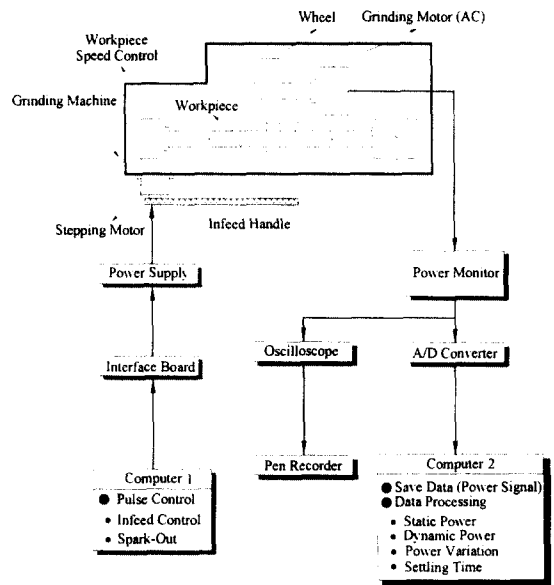 Wheel
Grinding Motor (AC)
Workpiece
Speed Control
Grinding Machine
Workpiece
Infeed Handle
Stepping Motor
Power Supply
Power Monitor
Oscilloscope
A/D Converter
Interface Board
Pen Recorder
Computer 1
● Pulse Control
• Infeed Control
• Spark-Out
Computer 2
● Save Data (Power Signal)
● Data Processing
• Static Power
• Dynamic Power
• Power Variation
• Settling Time